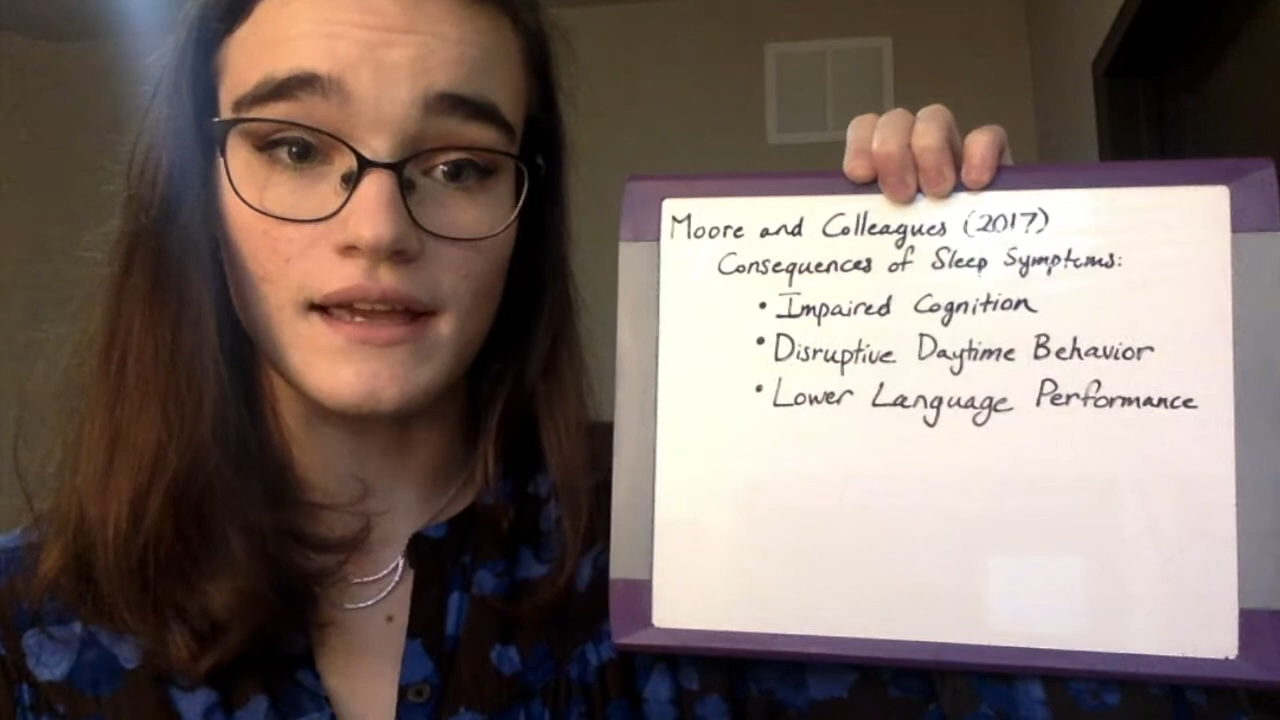 Moore and Colleagues (2017)
Consequences of Sleep Symptoms:
• Impaired Cognition
• Disruptive Daytime Behavior
• Lower Language Performance